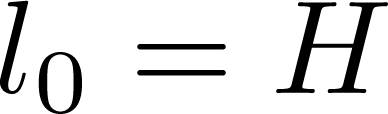 l₀ = H